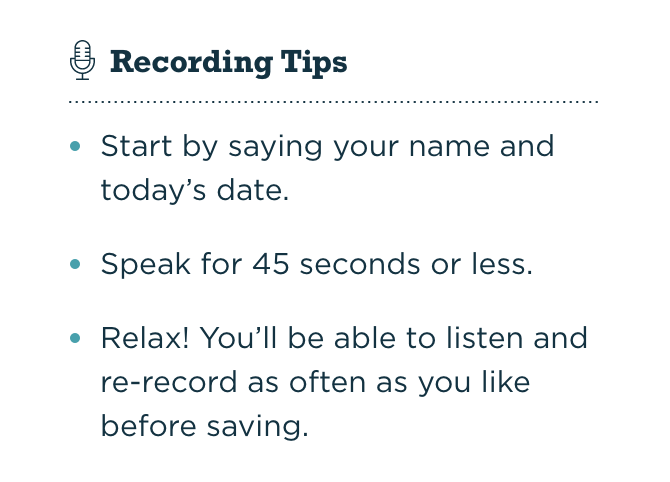 Recording Tips
Start by saying your name and
today’s date.
Speak for 45 seconds or less.
Relax! You’ll be able to listen and
re-record as often as you like
before saving.